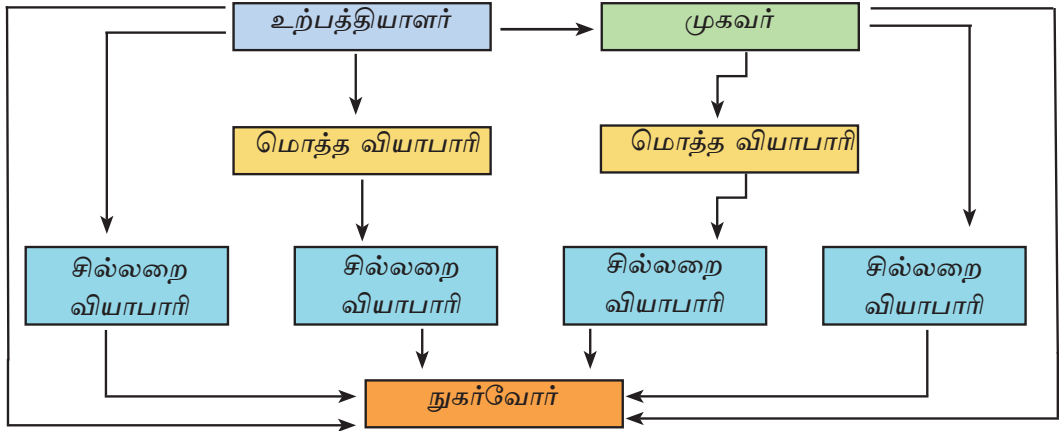 உற்பத்தியாளர்
முகவர்
மொத்த வியாபாரி
மொத்த வியாபாரி
சில்லறை
வியாபாரி
சில்லறை
வியாபாரி
சில்லறை
வியாபாரி
சில்லறை
வியாபாரி
நுகர்வோர்